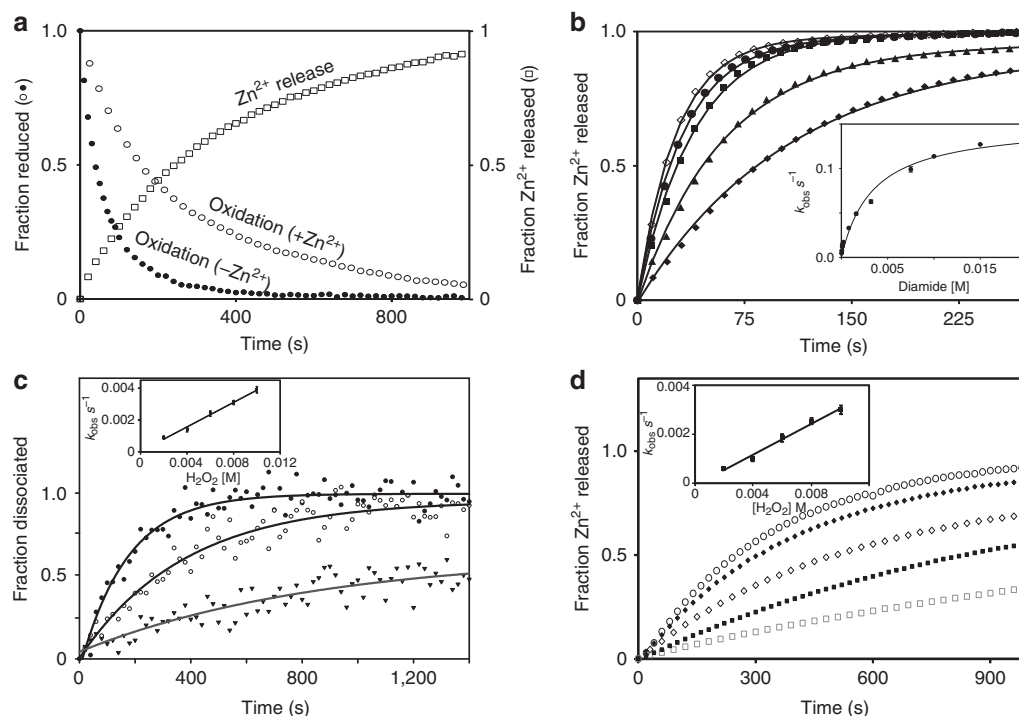 a
1.0
0.5
0
Fraction reduced (○●)
Zn²⁺ release
Oxidation (+Zn²⁺)
Oxidation (–Zn²⁺)
1
0.5
0
Fraction Zn²⁺ released (□)
400
800
Time (s)
b
1.0
0.5
0
Fraction Zn²⁺ released
0.1
0.0
k_obs s⁻¹
0.005
0.015
Diamide [M]
0
75
150
225
Time (s)
c
0.004
0.002
0
k_obs s⁻¹
0.004
0.008
0.012
H₂O₂ [M]
1.0
0.5
0
Fraction dissociated
0
400
800
1,200
Time (s)
d
0.004
0.002
0
k_obs s⁻¹
0.004
0.008
[H₂O₂] M
1.0
0.5
0
Fraction Zn²⁺ released
0
300
600
900
Time (s)